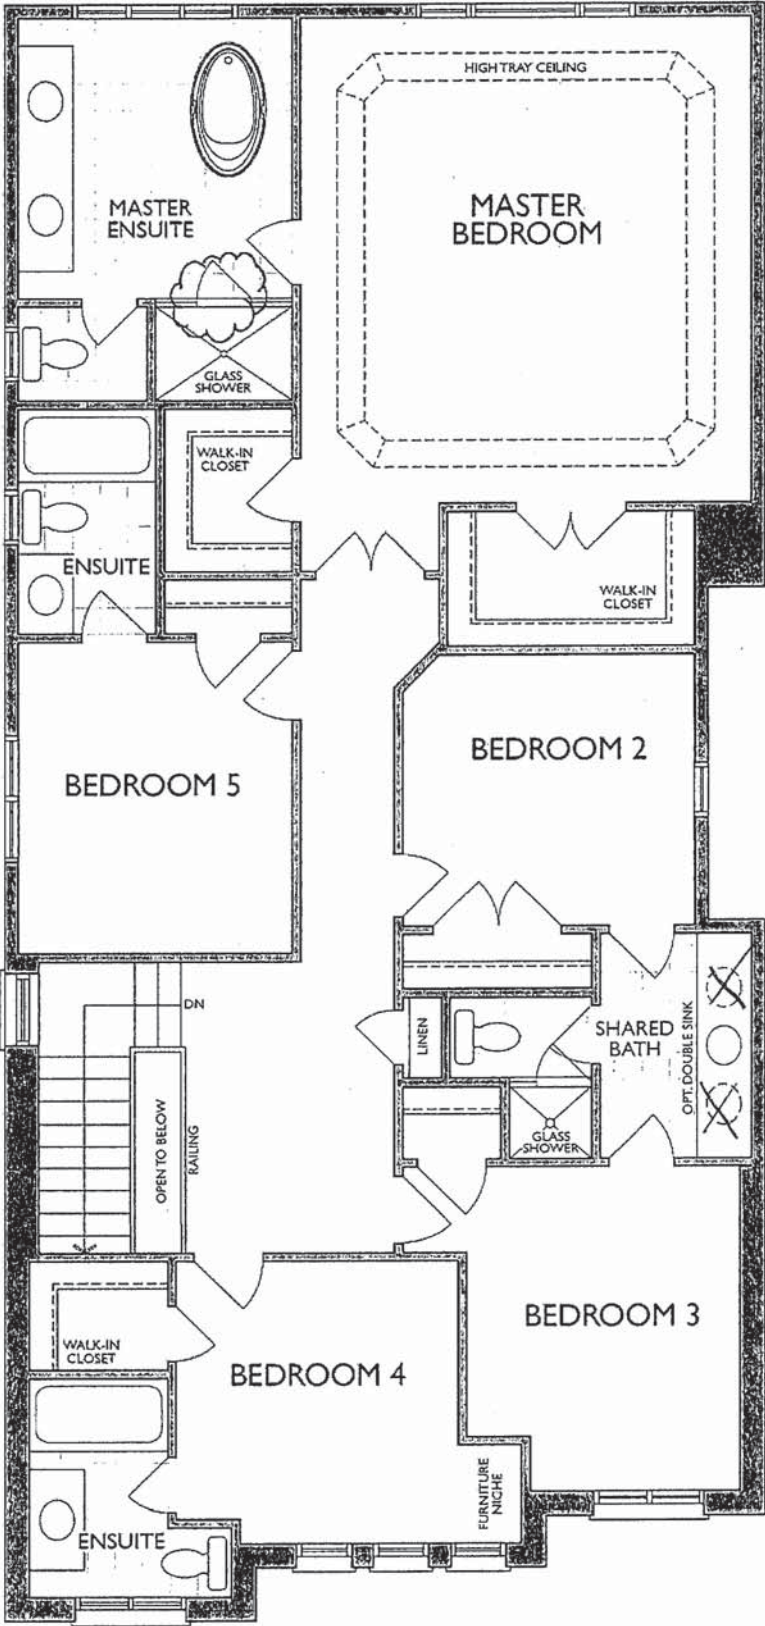 HIGH TRAY CEILING
MASTER
ENSUITE
MASTER
BEDROOM
GLASS
SHOWER
WALK-IN
CLOSET
ENSUITE
WALK-IN
CLOSET
BEDROOM 5
BEDROOM 2
DN
LINEN
SHARED
BATH
OPT. DOUBLE SINK
OPEN TO BELOW
RAILING
GLASS
SHOWER
WALK-IN
CLOSET
BEDROOM 4
BEDROOM 3
FURNITURE
NICHE
ENSUITE